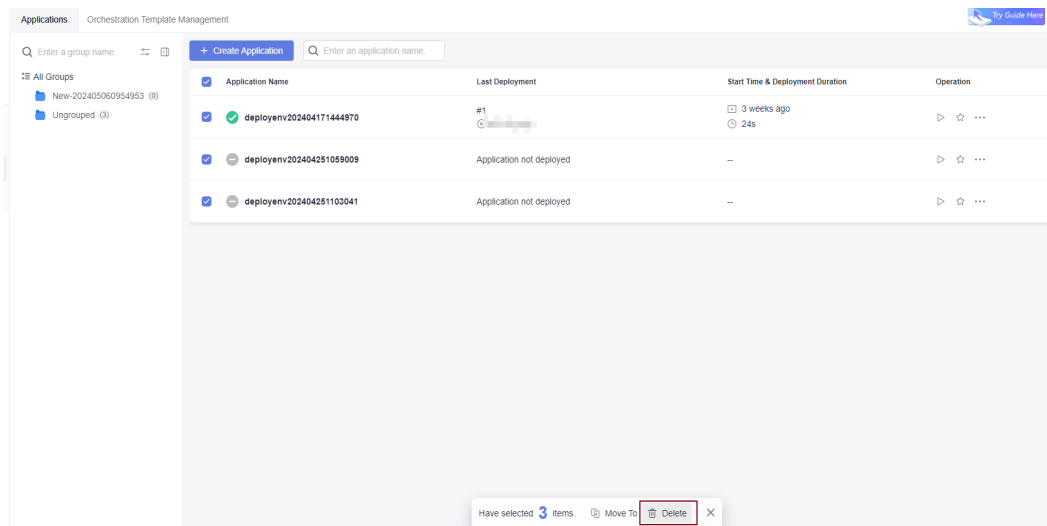 Applications Orchestration Template Management
Try Guide Here
Enter a group name.
All Groups
New-202405060954953 (0)
Ungrouped (3)
+ Create Application Enter an application name.
Application Name Last Deployment Start Time & Deployment Duration Operation
deployenv202404171444970 #1 3 weeks ago
24s
deployenv202404251059009 Application not deployed --
deployenv202404251103041 Application not deployed --
Have selected 3 items. Move To Delete